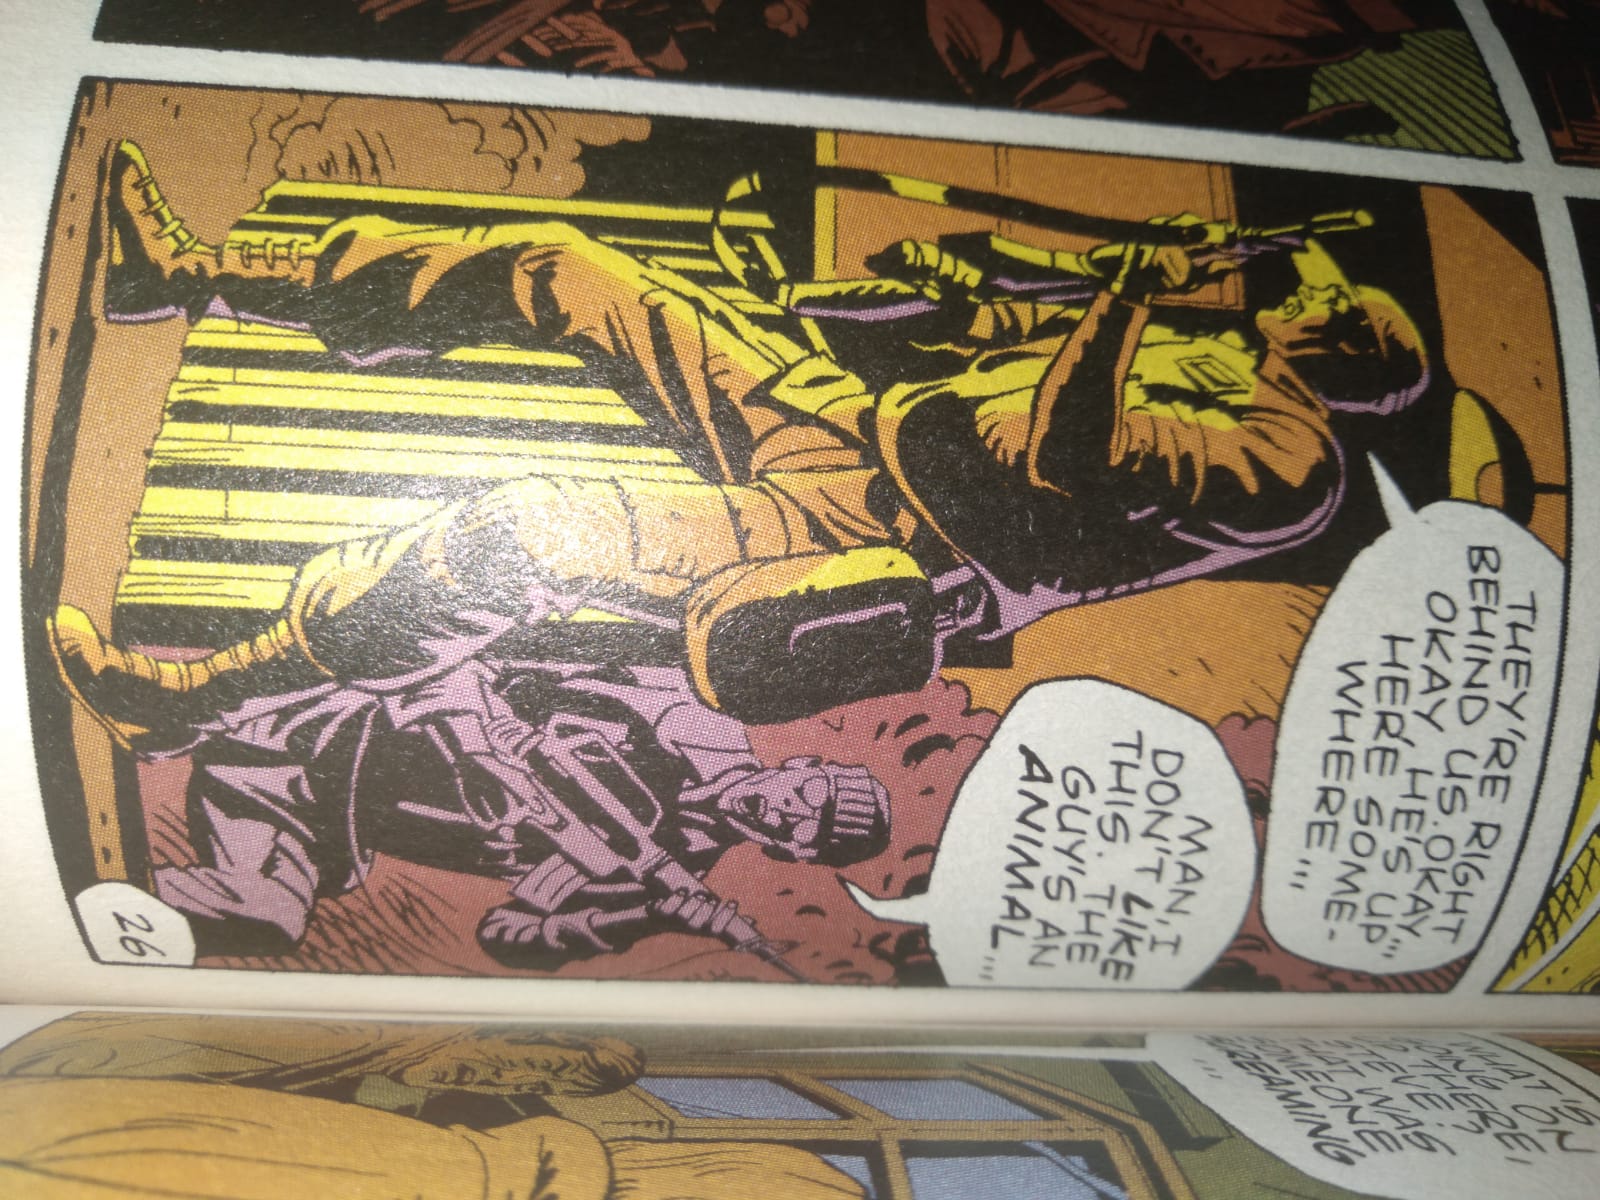 THEY'RE RIGHT
BEHIND US. OKAY...
OKAY, HE'S UP
HERE SOME-
WHERE...
MAN, I
DON'T LIKE
THIS. THE
GUY'S AN
ANIMAL...
26
WHAT'S
GOING ON
UP THERE,
STEVE?
THAT WAS
SOMEONE
SCREAMING
...